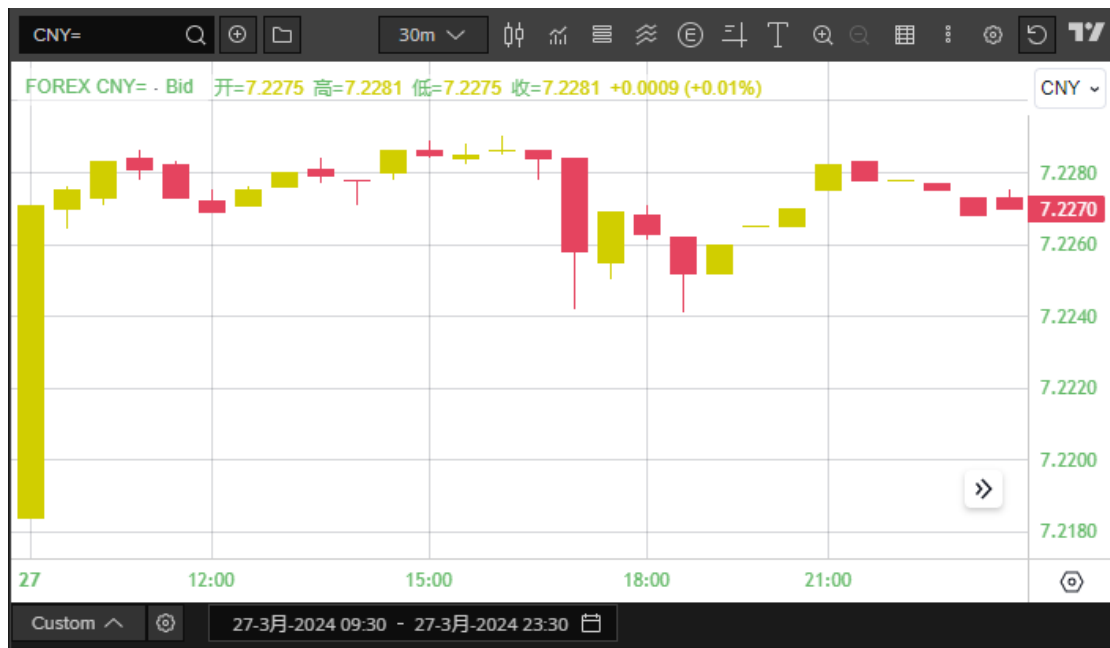 CNY=
30m
E
T
FOREX CNY= · Bid 开=7.2275 高=7.2281 低=7.2275 收=7.2281 +0.0009 (+0.01%)
CNY
7.2280
7.2270
7.2260
7.2240
7.2220
7.2200
7.2180
27 12:00 15:00 18:00 21:00
Custom 27-3月-2024 09:30 - 27-3月-2024 23:30